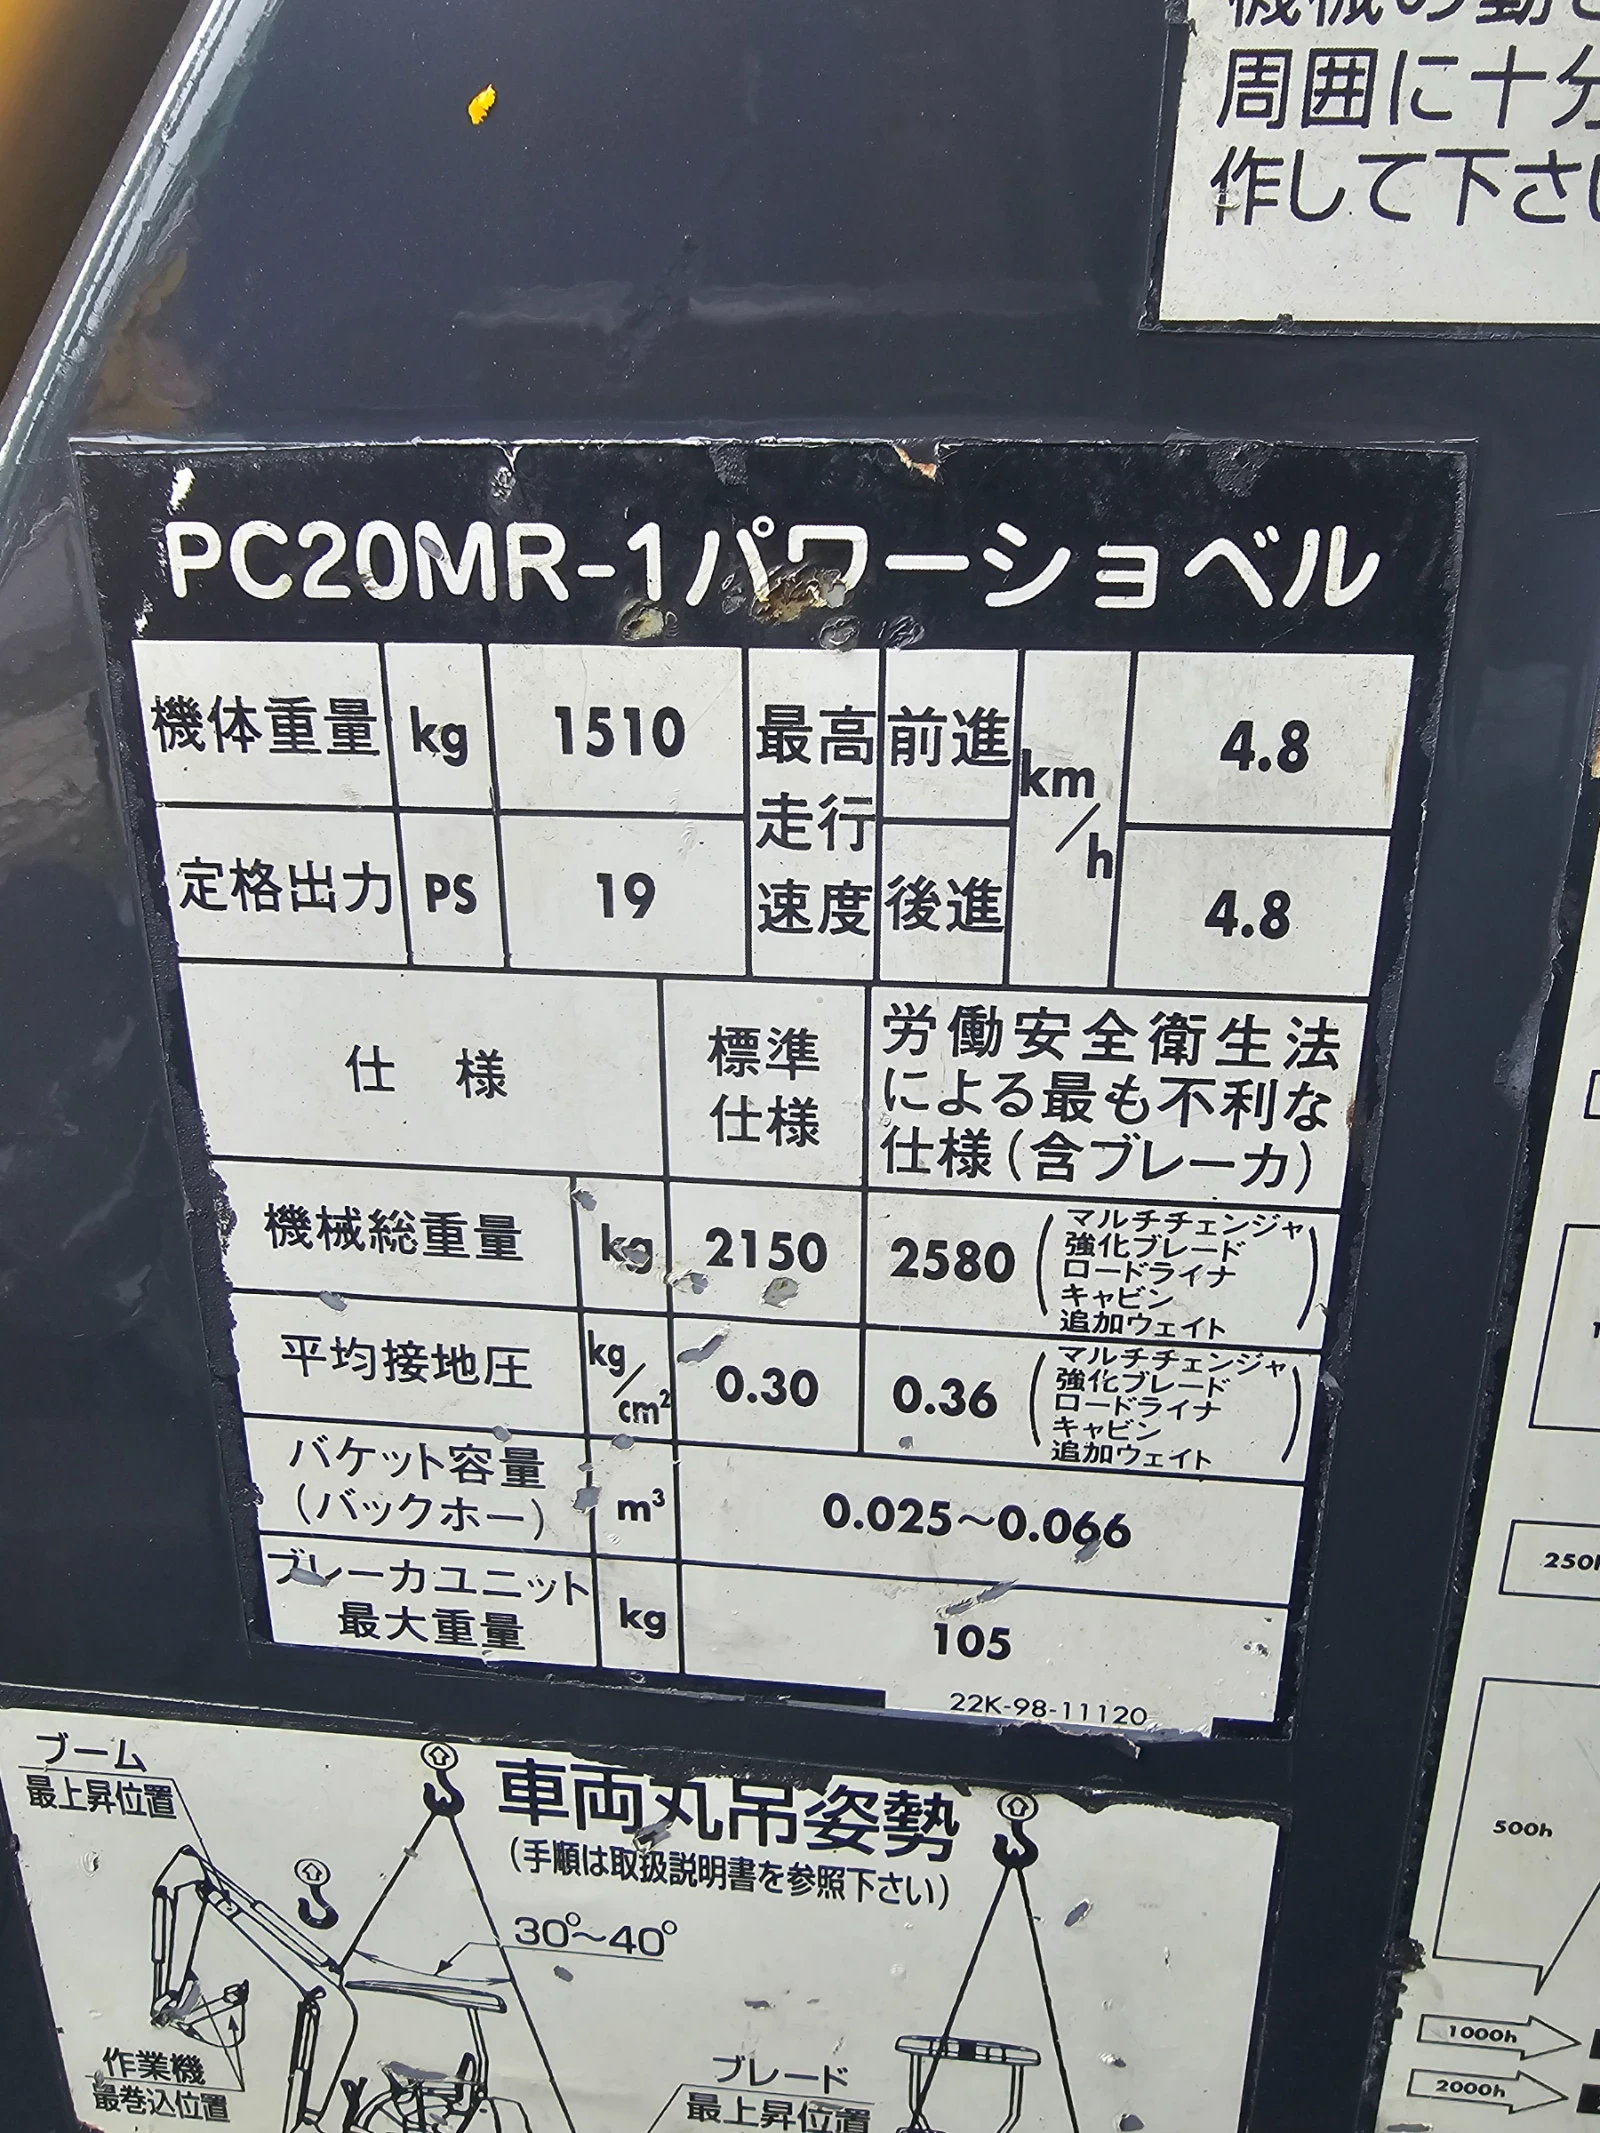 周囲に十分
作して下さい
PC20MR-1パワーショベル
機体重量 kg 1510 最高走行速度 前進 km/h 4.8
定格出力 PS 19 後進 4.8
仕様 標準仕様 労働安全衛生法による最も不利な仕様(含ブレーカ)
機械総重量 kg 2150 2580 (マルチチェンジャ
強化ブレード
ロードライナ
キャビン
追加ウェイト)
平均接地圧 kg/cm² 0.30 0.36 (マルチチェンジャ
強化ブレード
ロードライナ
キャビン
追加ウェイト)
バケット容量
(バックホー) m³ 0.025~0.066
ブレーカユニット
最大重量 kg 105
22K-98-11120
ブーム
最上昇位置
車両丸吊姿勢
(手順は取扱説明書を参照下さい)
30°~40°
作業機
最巻込位置
ブレード
最上昇位置
250h
500h
1000h
2000h